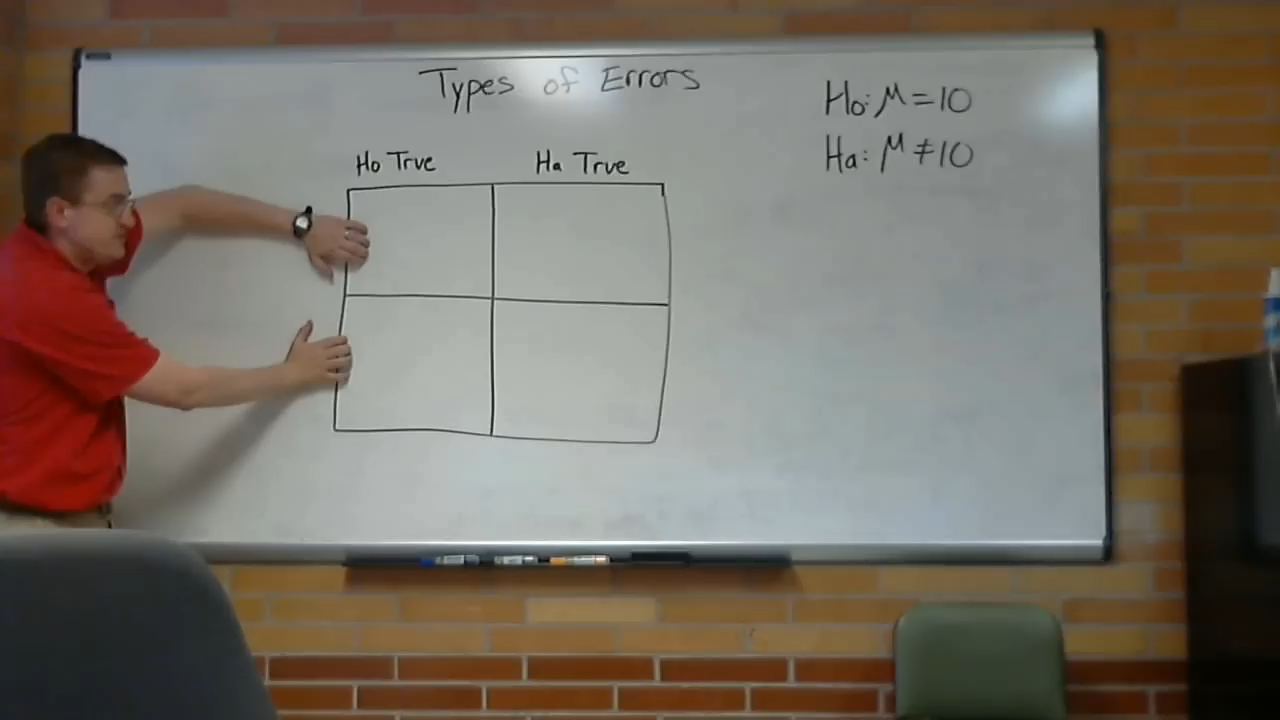 Types of Errors
Ho: μ = 10
Ha: μ ≠ 10
Ho True Ha True